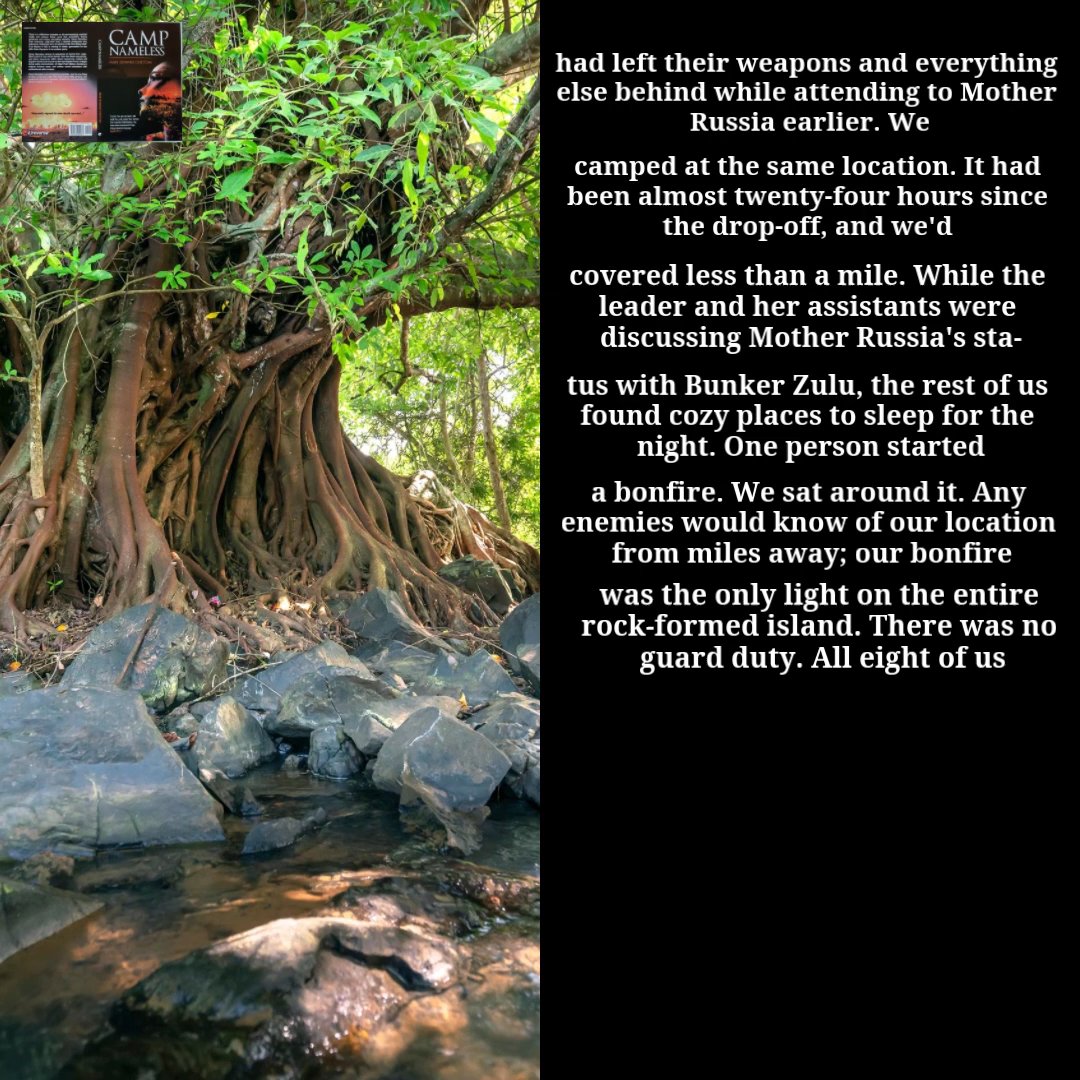 CAMP
NAMELESS
had left their weapons and everything
else behind while attending to Mother
Russia earlier. We
camped at the same location. It had
been almost twenty-four hours since
the drop-off, and we'd
covered less than a mile. While the
leader and her assistants were
discussing Mother Russia's sta-
tus with Bunker Zulu, the rest of us
found cozy places to sleep for the
night. One person started
a bonfire. We sat around it. Any
enemies would know of our location
from miles away; our bonfire
was the only light on the entire
rock-formed island. There was no
guard duty. All eight of us